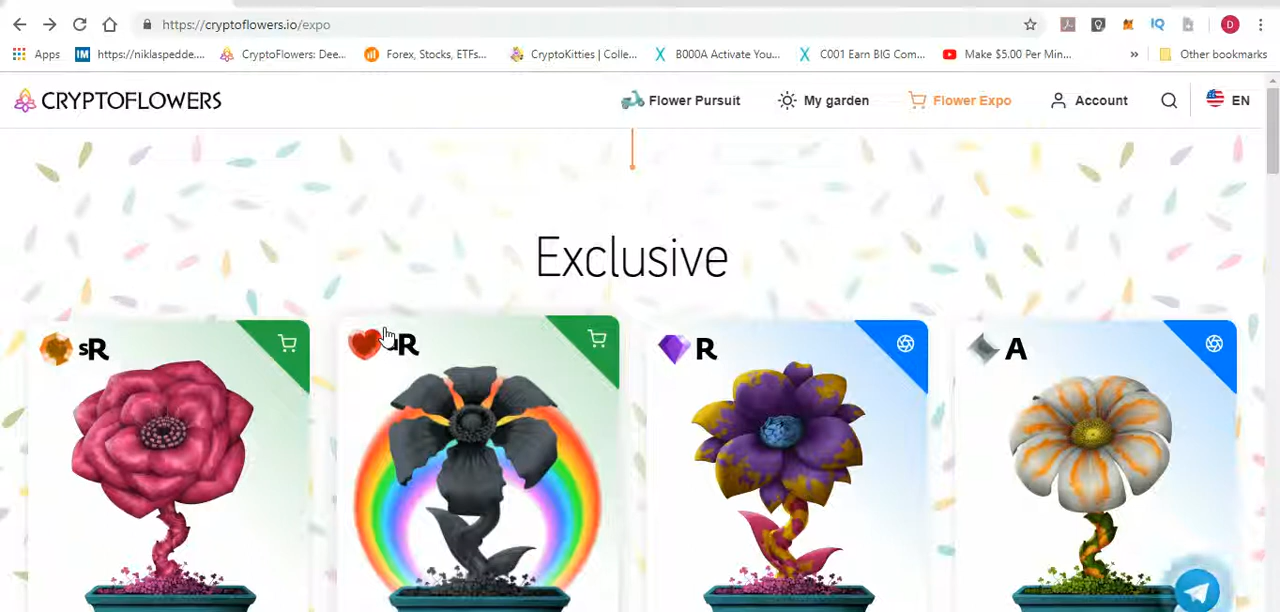 https://cryptoflowers.io/expo
D
Apps https://niklaspedde.... CryptoFlowers: Dee... Forex, Stocks, ETFs... CryptoKitties | Colle... B000A Activate You... C001 Earn BIG Com... Make $5.00 Per Min... » Other bookmarks
CRYPTOFLOWERS Flower Pursuit My garden Flower Expo Account EN
Exclusive
sR
R
R
A